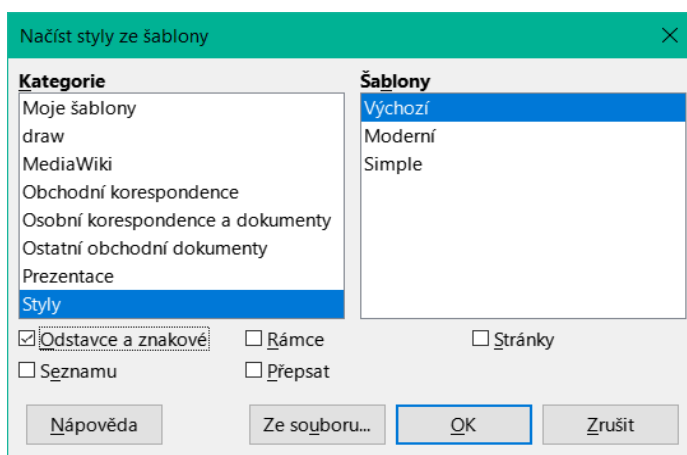 Načíst styly ze šablony
Kategorie
Šablony
Moje šablony
draw
MediaWiki
Obchodní korespondence
Osobní korespondence a dokumenty
Ostatní obchodní dokumenty
Prezentace
Styly
Výchozí
Moderní
Simple
Odstavce a znakové
Rámce
Stránky
Seznamu
Přepsat
Nápověda
Ze souboru...
OK
Zrušit